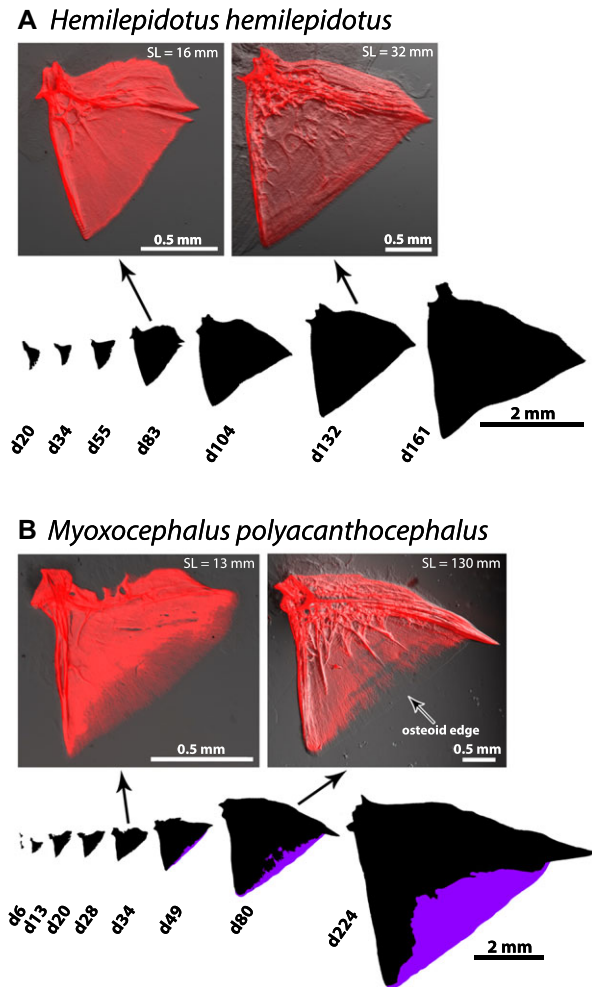 A Hemilepidotus hemilepidotus
SL = 16 mm
SL = 32 mm
0.5 mm
0.5 mm
d20
d34
d55
d83
d104
d132
d161
2 mm
B Myoxocephalus polyacanthocephalus
SL = 13 mm
SL = 130 mm
osteoid edge
0.5 mm
0.5 mm
d6
d13
d20
d28
d34
d49
d80
d224
2 mm